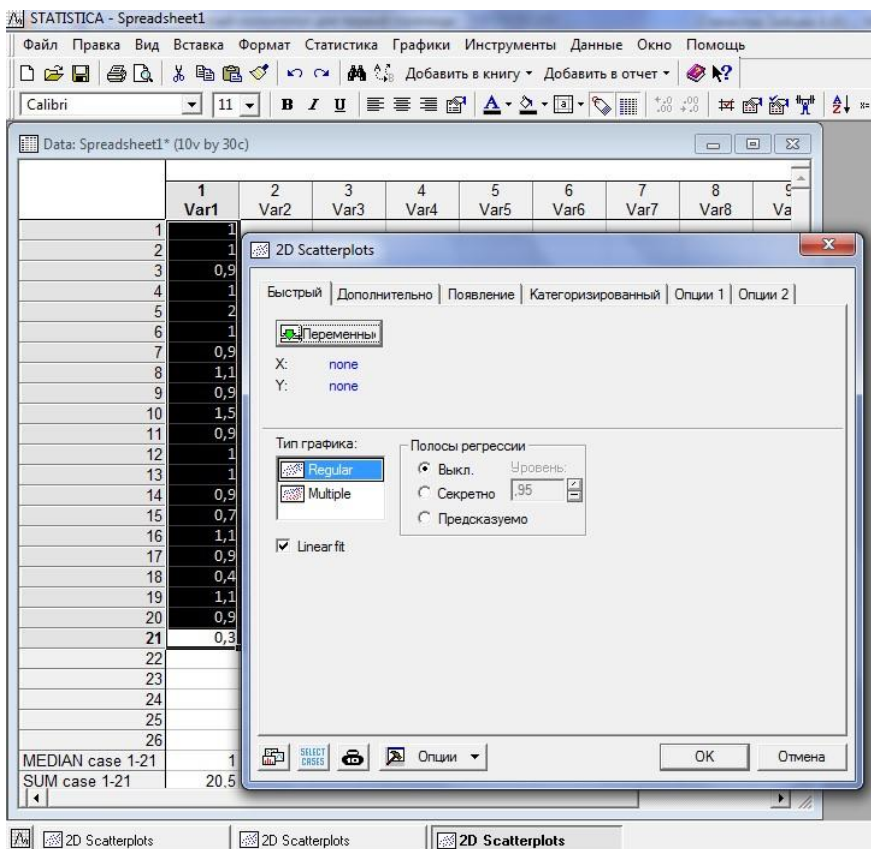 STATISTICA - Spreadsheet1
Файл Правка Вид Вставка Формат Статистика Графики Инструменты Данные Окно Помощь
Добавить в книгу Добавить в отчет
Calibri 11 B I U
Data: Spreadsheet1* (10v by 30c)
1 2 3 4 5 6 7 8 9
Var1 Var2 Var3 Var4 Var5 Var6 Var7 Var8 Va
1 1
2 1
3 0,9
4 1
5 2
6 1
7 0,9
8 1,1
9 0,9
10 1,5
11 0,9
12 1
13 1
14 0,9
15 0,7
16 1,1
17 0,9
18 0,4
19 1,1
20 0,9
21 0,3
22
23
24
25
26
MEDIAN case 1-21 1
SUM case 1-21 20,5
2D Scatterplots
Быстрый Дополнительно Появление Категоризированный Опции 1 Опции 2
Переменны
X: none
Y: none
Тип графика:
Regular
Multiple
Linear fit
Полосы регрессии
Выкл. Уровень:
Секретно ,95
Предсказуемо
SELECT CASES Опции OK Отмена
2D Scatterplots 2D Scatterplots 2D Scatterplots